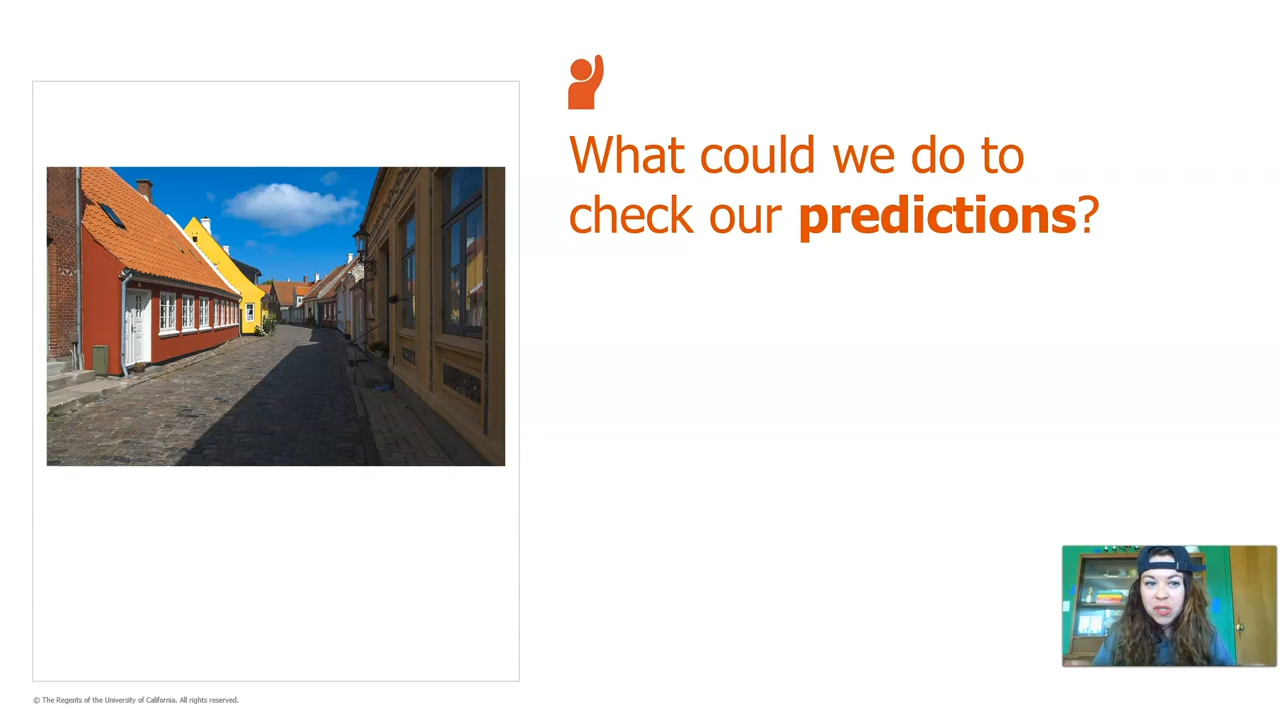 What could we do to
check our predictions?
© The Regents of the University of California. All rights reserved.